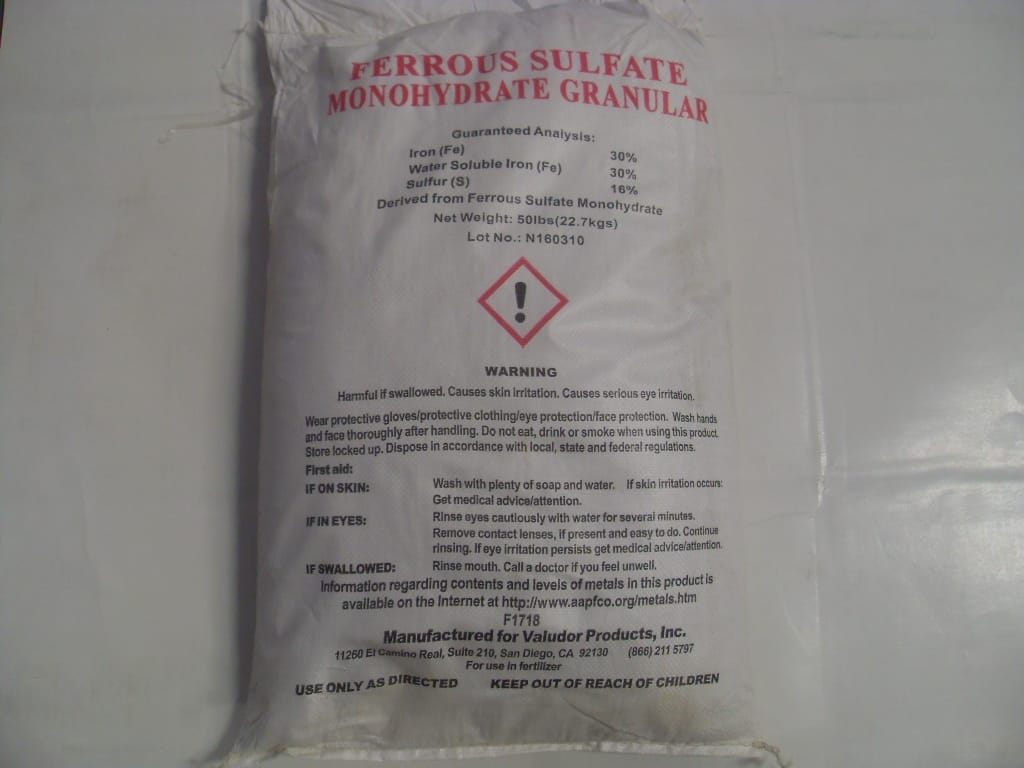 FERROUS SULFATE
MONOHYDRATE GRANULAR
Guaranteed Analysis:
Iron (Fe) 30%
Water Soluble Iron (Fe) 30%
Sulfur (S) 16%
Derived from Ferrous Sulfate Monohydrate
Net Weight: 50lbs(22.7kgs)
Lot No.: N160310
!
WARNING
Harmful if swallowed. Causes skin irritation. Causes serious eye irritation.
Wear protective gloves/protective clothing/eye protection/face protection. Wash hands
and face thoroughly after handling. Do not eat, drink or smoke when using this product.
Store locked up. Dispose in accordance with local, state and federal regulations.
First aid:
IF ON SKIN: Wash with plenty of soap and water. If skin irritation occurs:
Get medical advice/attention.
IF IN EYES: Rinse eyes cautiously with water for several minutes.
Remove contact lenses, if present and easy to do. Continue
rinsing. If eye irritation persists get medical advice/attention.
IF SWALLOWED: Rinse mouth. Call a doctor if you feel unwell.
Information regarding contents and levels of metals in this product is
available on the Internet at http://www.aapfco.org/metals.htm
F1718
Manufactured for Valudor Products, Inc.
11260 El Camino Real, Suite 210, San Diego, CA 92130 (866) 211 5797
For use in fertilizer
USE ONLY AS DIRECTED KEEP OUT OF REACH OF CHILDREN